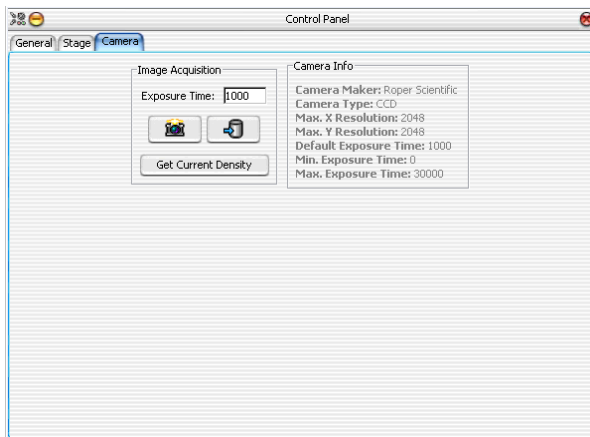 Control Panel
General Stage Camera
Image Acquisition
Exposure Time: 1000
Get Current Density
Camera Info
Camera Maker: Roper Scientific
Camera Type: CCD
Max. X Resolution: 2048
Max. Y Resolution: 2048
Default Exposure Time: 1000
Min. Exposure Time: 0
Max. Exposure Time: 30000